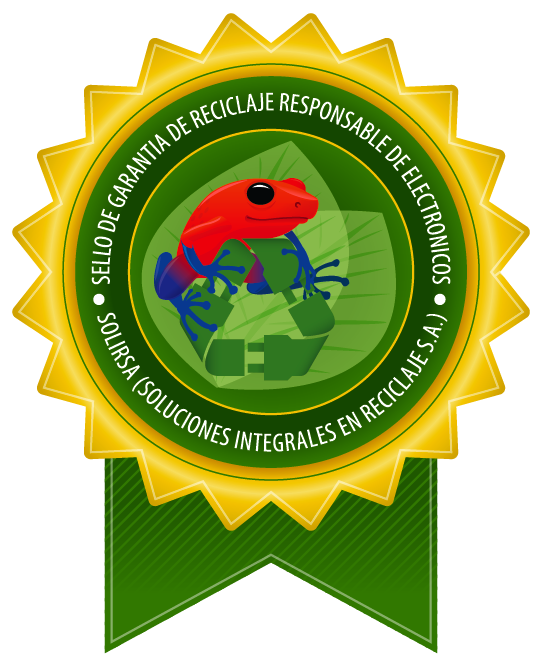 SELLO DE GARANTIA DE RECICLAJE RESPONSABLE DE ELECTRONICOS
SOLIRSA (SOLUCIONES INTEGRALES EN RECICLAJE S.A.)